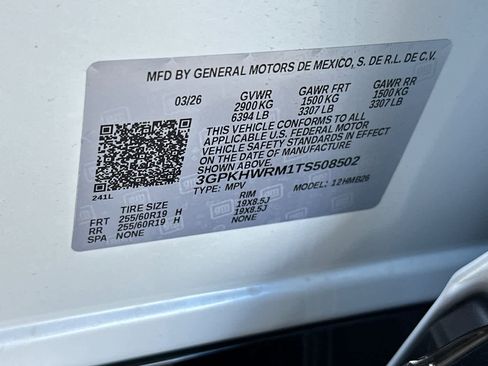 MFD BY GENERAL MOTORS DE MEXICO, S. DE R.L. DE C.V.
03/26 GVWR GAWR FRT GAWR RR
2900 KG 1500 KG 1500 KG
6394 LB 3307 LB 3307 LB
THIS VEHICLE CONFORMS TO ALL
APPLICABLE U.S. FEDERAL MOTOR
VEHICLE SAFETY STANDARDS IN EFFECT
ON THE DATE OF MANUFACTURE
3GPKHWRM1TS508502
TYPE: MPV MODEL: 12HMB26
241L
TIRE SIZE RIM
FRT 255/60R19 H 19X8.5J
RR 255/60R19 H 19X8.5J
SPA NONE NONE